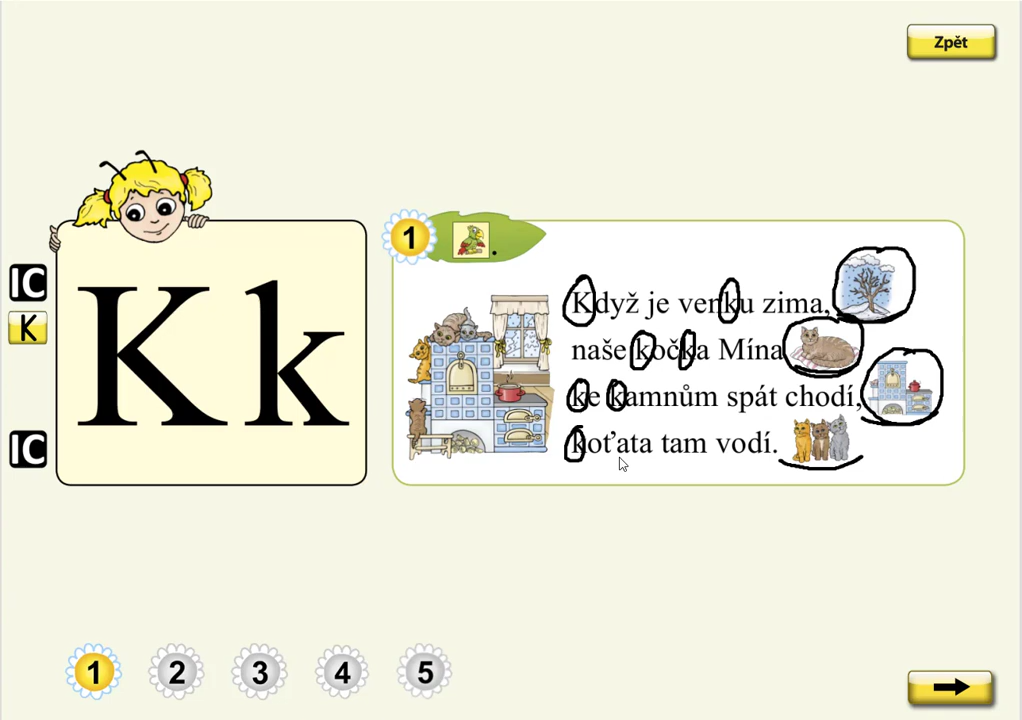 Zpět
IC
K
IC
Kk
1
.
Když je venku zima,
naše kočka Mína
ke kamnům spát chodí,
koťata tam vodí.
1 2 3 4 5